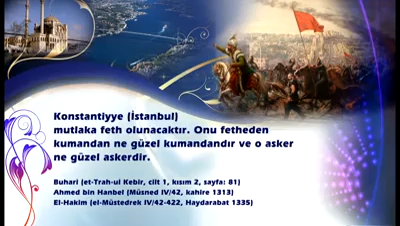 Konstantiyye (İstanbul)
mutlaka feth olunacaktır. Onu fetheden
kumandan ne güzel kumandandır ve o asker
ne güzel askerdir.
Buhari (et-Trah-ul Kebir, cilt 1, kısım 2, sayfa: 81)
Ahmed bin Hanbel (Müsned IV/42, kahire 1313)
El-Hakim (el-Müstedrek IV/42-422, Haydarabat 1335)